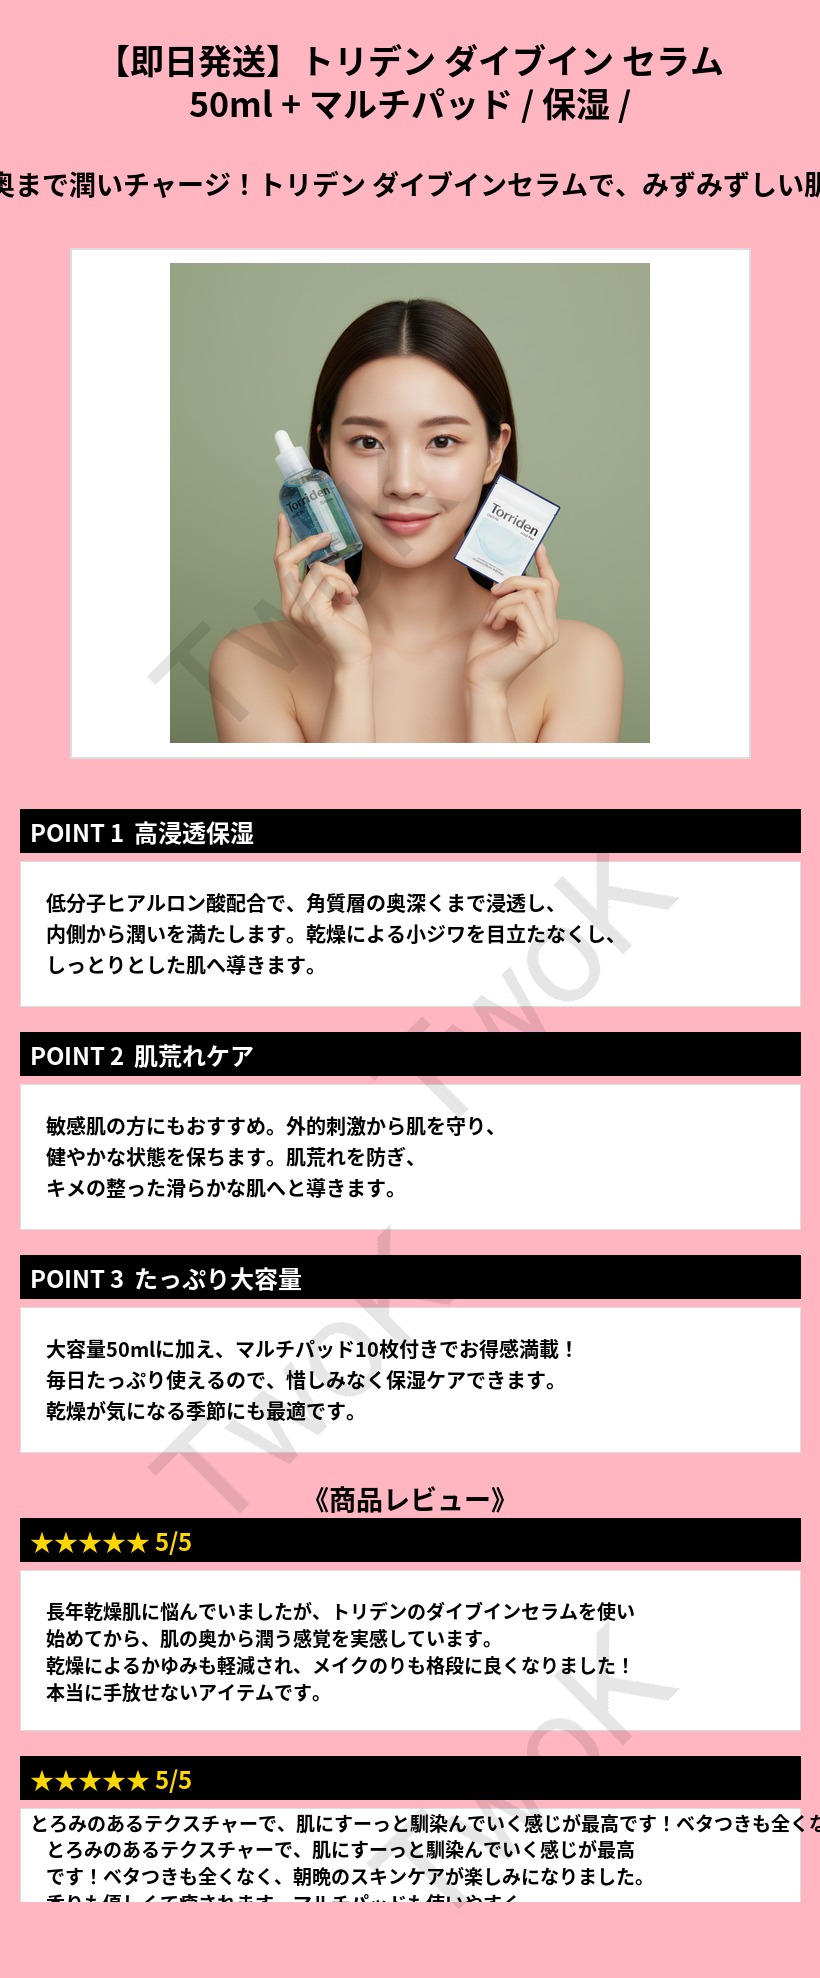 【即日発送】トリデン ダイブイン セラム
50ml + マルチパッド / 保湿 /
奥まで潤いチャージ！トリデン ダイブインセラムで、みずみずしい肌
Torriden
Torriden
TwoK
POINT 1 高浸透保湿
低分子ヒアルロン酸配合で、角質層の奥深くまで浸透し、
内側から潤いを満たします。乾燥による小ジワを目立たなくし、
しっとりとした肌へ導きます。
TwoK
POINT 2 肌荒れケア
敏感肌の方にもおすすめ。外的刺激から肌を守り、
健やかな状態を保ちます。肌荒れを防ぎ、
キメの整った滑らかな肌へと導きます。
POINT 3 たっぷり大容量
大容量50mlに加え、マルチパッド10枚付きでお得感満載！
毎日たっぷり使えるので、惜しみなく保湿ケアできます。
乾燥が気になる季節にも最適です。
TwoK
《商品レビュー》
★★★★★ 5/5
長年乾燥肌に悩んでいましたが、トリデンのダイブインセラムを使い
始めてから、肌の奥から潤う感覚を実感しています。
乾燥によるかゆみも軽減され、メイクのりも格段に良くなりました！
本当に手放せないアイテムです。
★★★★★ 5/5
とろみのあるテクスチャーで、肌にすーっと馴染んでいく感じが最高です！ベタつきも全くな
とろみのあるテクスチャーで、肌にすーっと馴染んでいく感じが最高
です！ベタつきも全くなく、朝晩のスキンケアが楽しみになりました。
香りも優しくて癒されます。マルチパッドも使いやすく、
TwoK